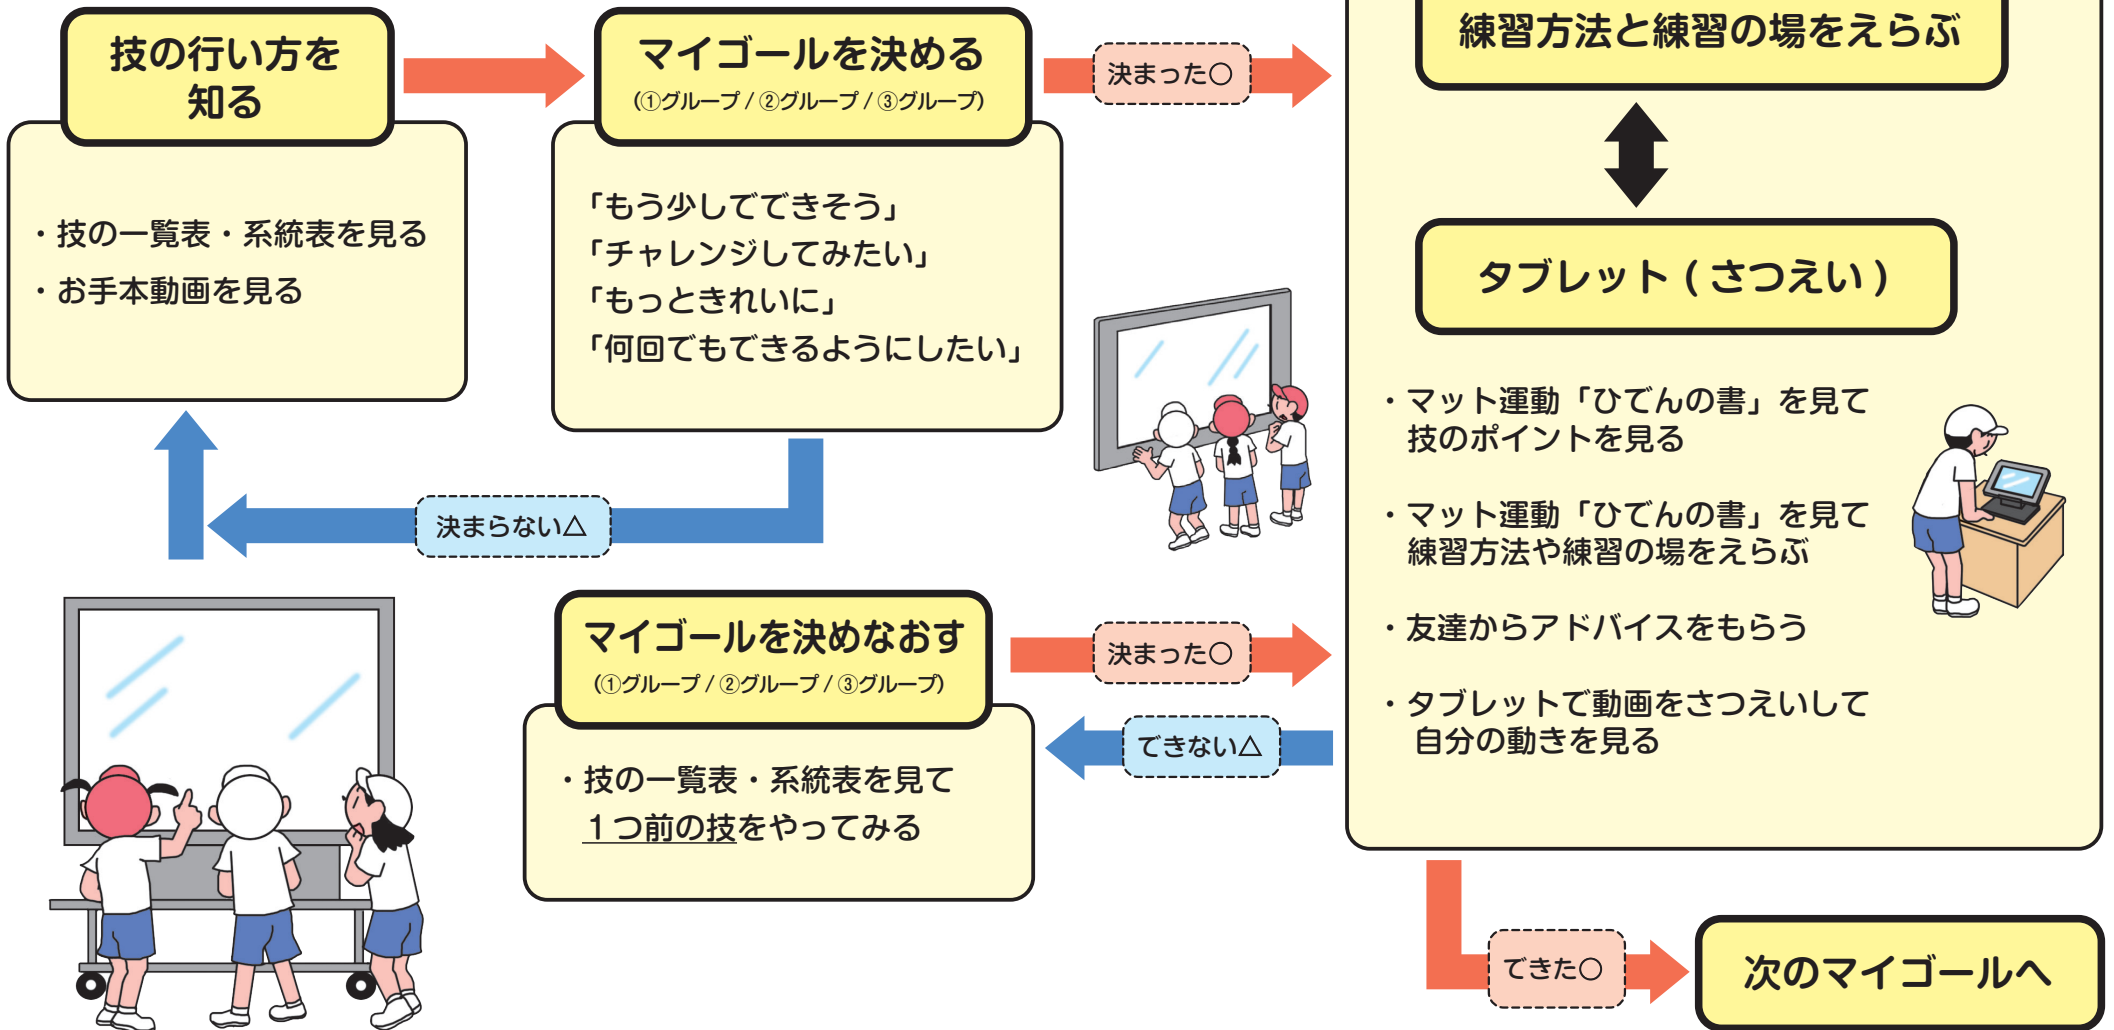 技の行い方を
知る
・技の一覧表・系統表を見る
・お手本動画を見る
マイゴールを決める
(①グループ / ②グループ / ③グループ)
「もう少しでできそう」
「チャレンジしてみたい」
「もっときれいに」
「何回でもできるようにしたい」
決まった○
決まらない△
練習方法と練習の場をえらぶ
タブレット ( さつえい )
・マット運動「ひでんの書」を見て
技のポイントを見る
・マット運動「ひでんの書」を見て
練習方法や練習の場をえらぶ
・友達からアドバイスをもらう
・タブレットで動画をさつえいして
自分の動きを見る
マイゴールを決めなおす
(①グループ / ②グループ / ③グループ)
・技の一覧表・系統表を見て
１つ前の技をやってみる
決まった○
できない△
できた○
次のマイゴールへ